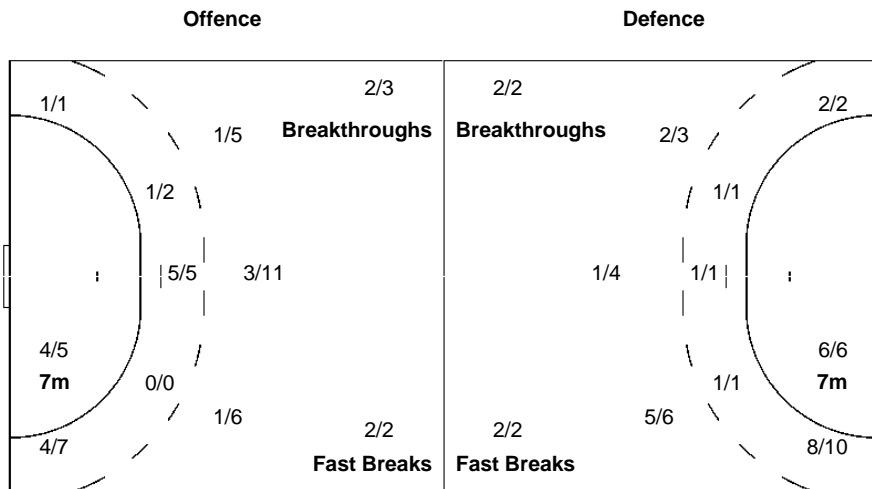 Offence Defence
2/3 2/2
1/1 2/2
1/5 Breakthroughs Breakthroughs 2/3
1/2 1/1
5/5 3/11 1/4 1/1
4/5 6/6
7m 0/0 1/1 7m
1/6 5/6
2/2 2/2
4/7 8/10
Fast Breaks Fast Breaks